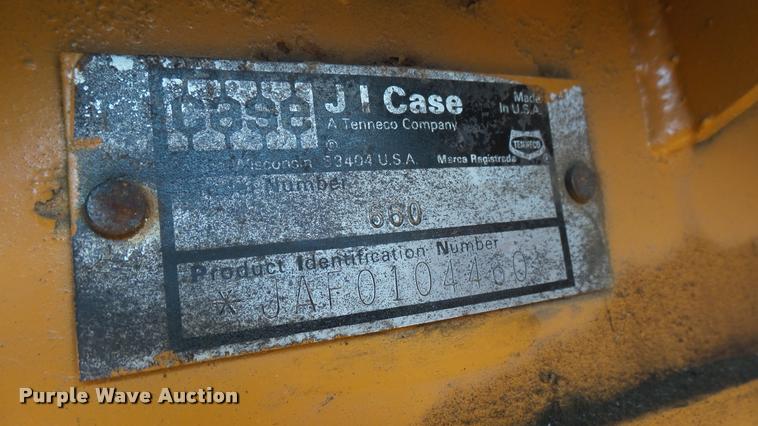 case
J I Case
A Tenneco Company
Made
In U.S.A.
TENNECO
®
Wisconsin 53404 U.S.A. Marca Registrada
Number
660
Product Identification Number
*JAF0104460
Purple Wave Auction